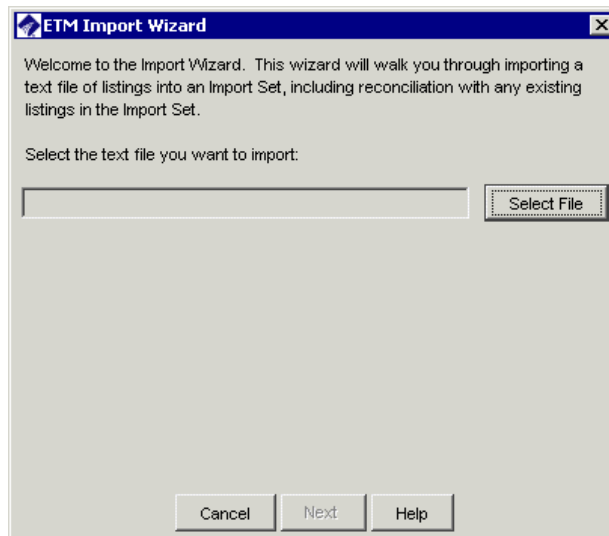 ETM Import Wizard
Welcome to the Import Wizard. This wizard will walk you through importing a
text file of listings into an Import Set, including reconciliation with any existing
listings in the Import Set.
Select the text file you want to import:
Select File
Cancel Next Help